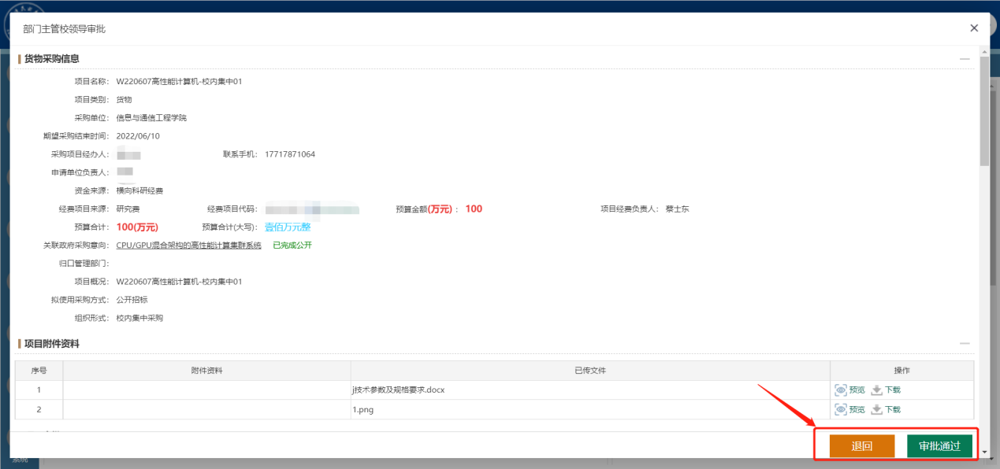 部门主管校领导审批
货物采购信息
项目名称： W220607高性能计算机-校内集中01
项目类别： 货物
采购单位： 信息与通信工程学院
期望采购结束时间： 2022/06/10
采购项目经办人： 联系手机： 17717871064
申请单位负责人：
资金来源： 横向科研经费
经费项目来源： 研究费 经费项目代码： 预算金额(万元) ： 100 项目经费负责人： 蔡士东
预算合计： 100(万元) 预算合计(大写)： 壹佰万元整
关联政府采购意向： CPU/GPU混合架构的高性能计算集群系统 已完成公开
归口管理部门：
项目概况： W220607高性能计算机-校内集中01
拟使用采购方式： 公开招标
组织形式： 校内集中采购
项目附件资料
序号 附件资料 已传文件 操作
1 j技术参数及规格要求.docx 预览 下载
2 1.png 预览 下载
退回 审批通过
系统